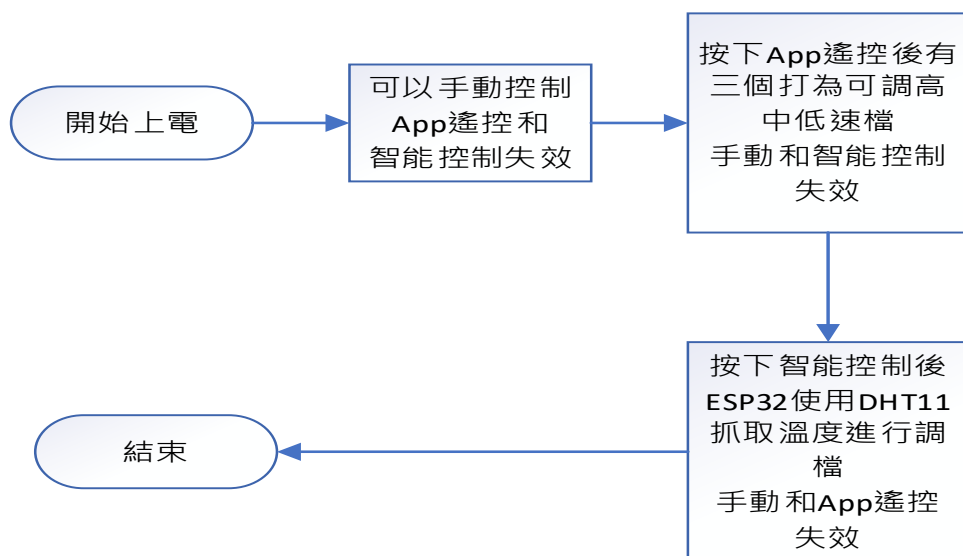 開始上電
可以手動控制
App遙控和
智能控制失效
按下App遙控後有
三個打為可調高
中低速檔
手動和智能控制
失效
按下智能控制後
ESP32使用DHT11
抓取溫度進行調
檔
手動和App遙控
失效
結束